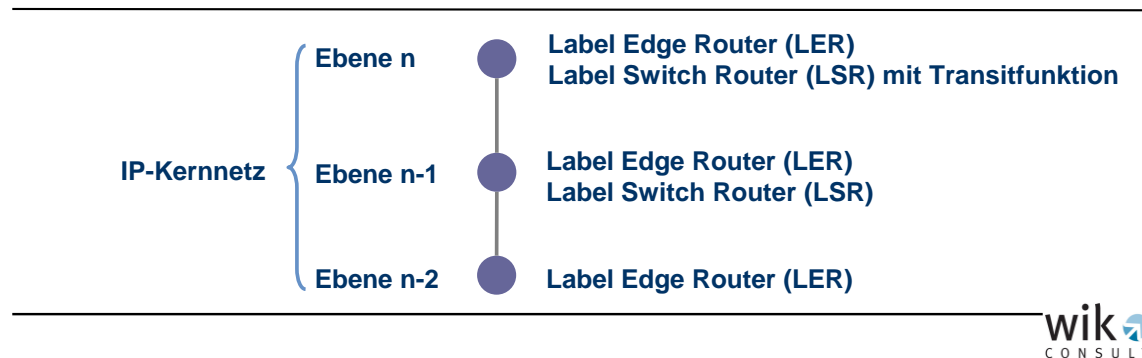 Ebene n
Label Edge Router (LER)
Label Switch Router (LSR) mit Transitfunktion
IP-Kernnetz
Ebene n-1
Label Edge Router (LER)
Label Switch Router (LSR)
Ebene n-2
Label Edge Router (LER)
wik
CONSUL